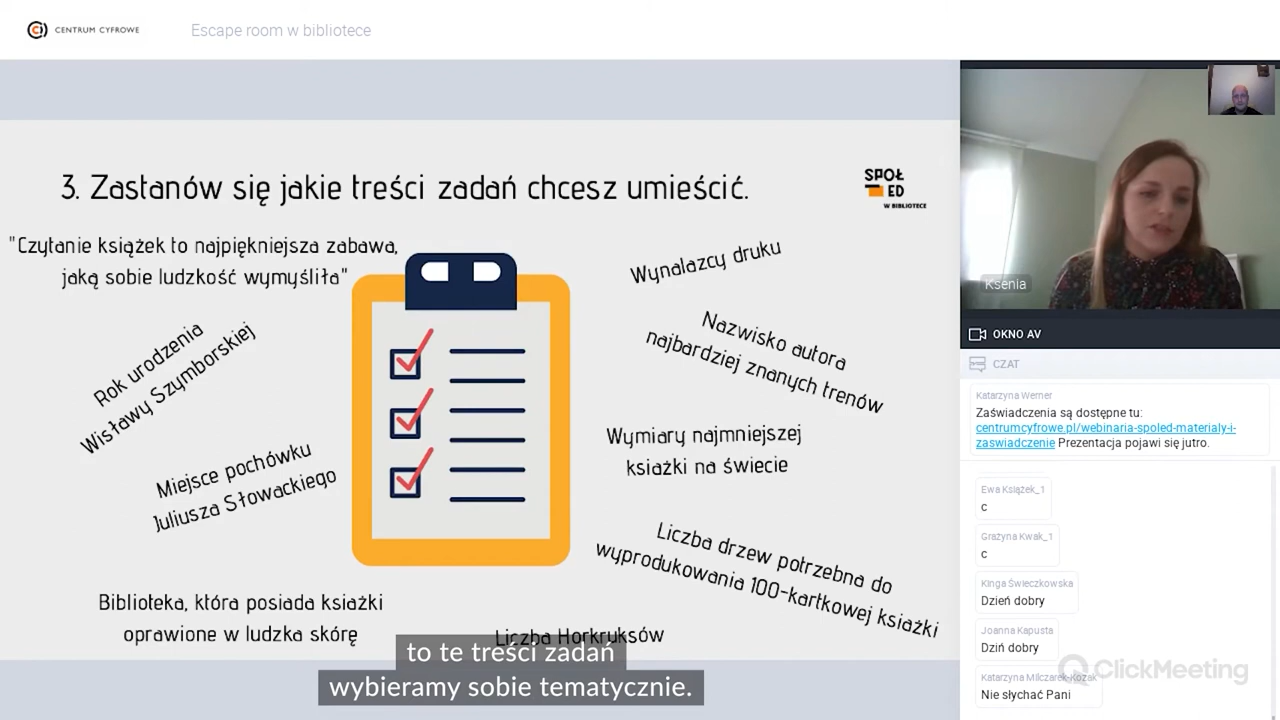 CENTRUM CYFROWE
Escape room w bibliotece
3. Zastanów się jakie treści zadań chcesz umieścić.
SPOŁ
ED
W BIBLIOTECE
"Czytanie książek to najpiękniejsza zabawa,
jaką sobie ludzkość wymyśliła"
Rok urodzenia
Wisławy Szymborskiej
Miejsce pochówku
Juliusza Słowackiego
Biblioteka, która posiada książki
oprawione w ludzka skórę
Wynalazcy druku
Nazwisko autora
najbardziej znanych trenów
Wymiary najmniejszej
książki na świecie
Liczba drzew potrzebna do
wyprodukowania 100-kartkowej książki
Liczba Horkruksów
to te treści zadań
wybieramy sobie tematycznie.
Ksenia
OKNO AV
CZAT
Katarzyna Werner
Zaświadczenia są dostępne tu:
centrumcyfrowe.pl/webinaria-spoled-materialy-i-
zaswiadczenie Prezentacja pojawi się jutro.
Ewa Książek_1
c
Grażyna Kwak_1
c
Kinga Świeczkowska
Dzień dobry
Joanna Kapusta
Dziń dobry
Katarzyna Milczarek-Kozak
Nie słychać Pani
ClickMeeting